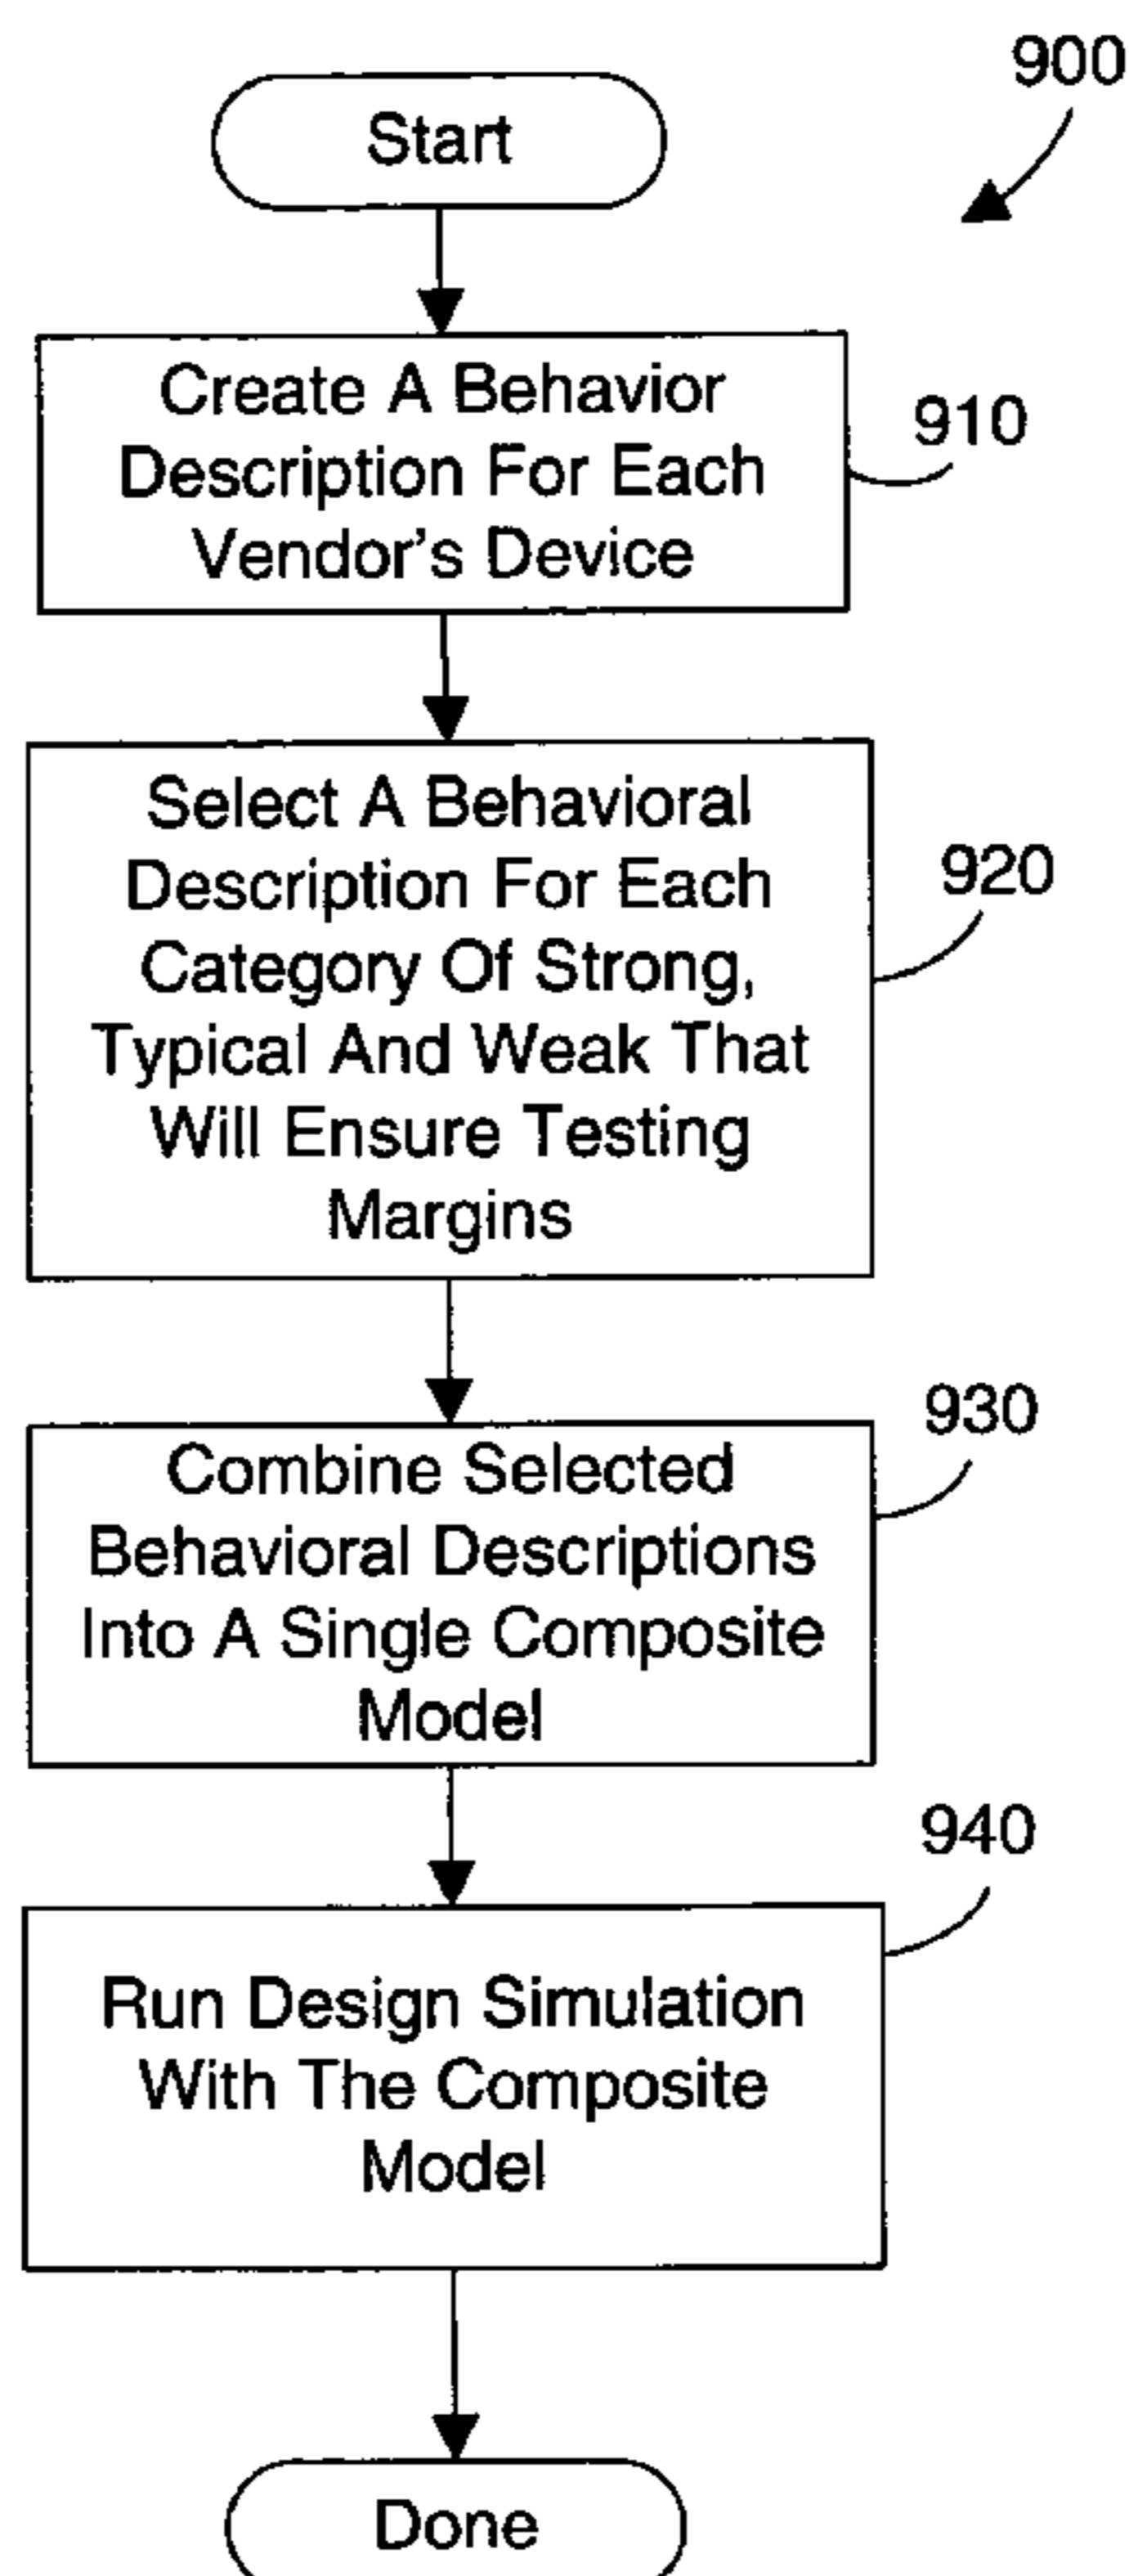 900
Start
Create A Behavior
Description For Each
Vendor's Device
910
Select A Behavioral
Description For Each
Category Of Strong,
Typical And Weak That
Will Ensure Testing
Margins
920
Combine Selected
Behavioral Descriptions
Into A Single Composite
Model
930
Run Design Simulation
With The Composite
Model
940
Done